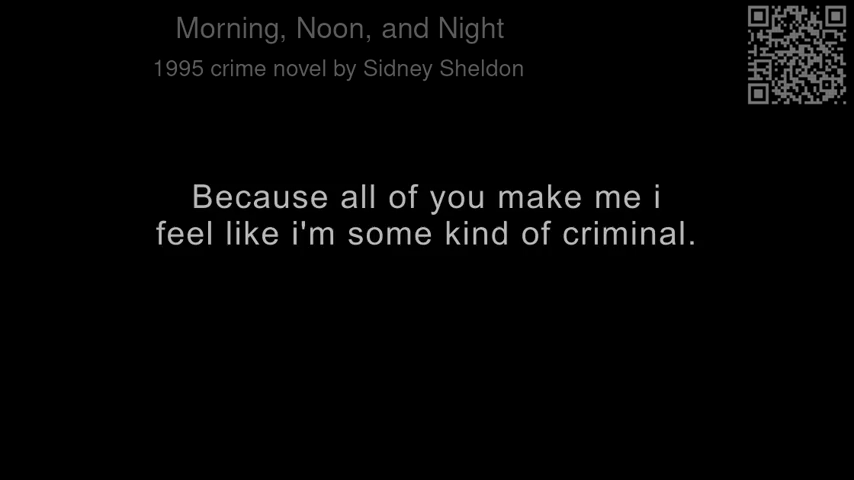 Morning, Noon, and Night
1995 crime novel by Sidney Sheldon
Because all of you make me i
feel like i'm some kind of criminal.